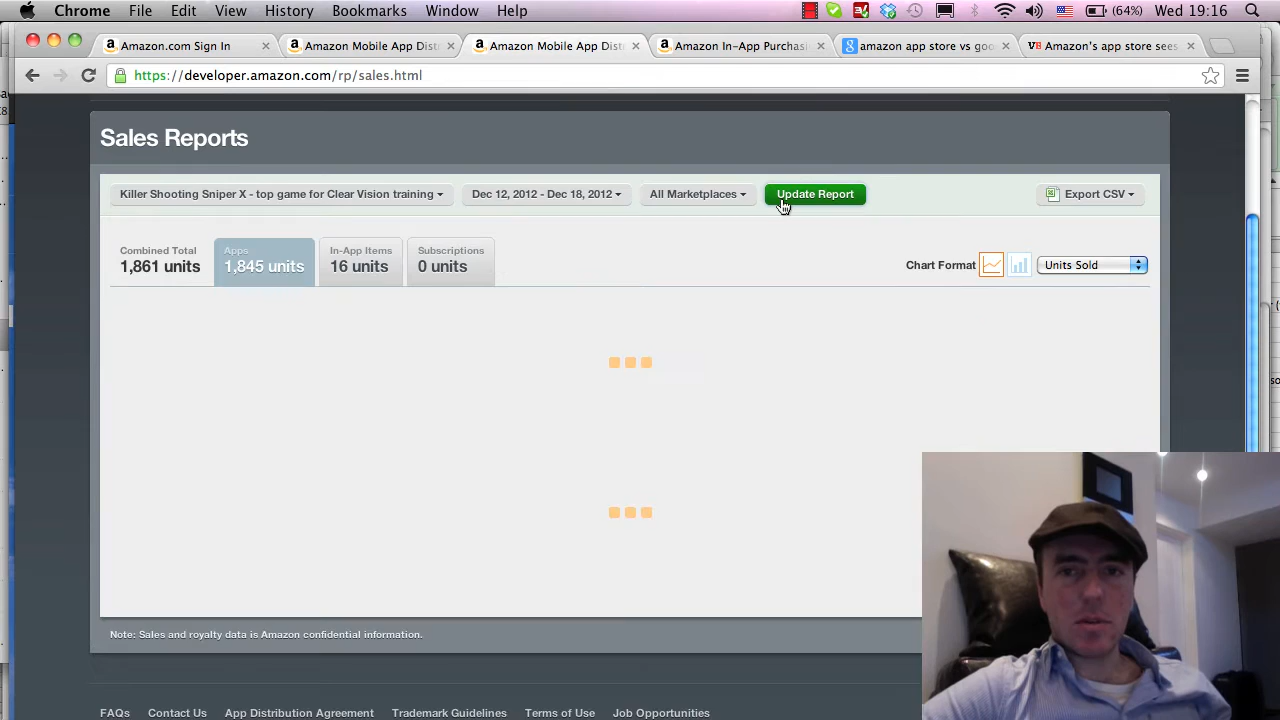 Chrome File Edit View History Bookmarks Window Help (64%) Wed 19:16
Amazon.com Sign In Amazon Mobile App Dist Amazon Mobile App Dist Amazon In-App Purcha amazon app store vs goo Amazon's app store sees
https://developer.amazon.com/rp/sales.html
Sales Reports
Killer Shooting Sniper X - top game for Clear Vision training Dec 12, 2012 - Dec 18, 2012 All Marketplaces Update Report Export CSV
Combined Total Apps In-App Items Subscriptions
1,861 units 1,845 units 16 units 0 units
Chart Format Units Sold
Note: Sales and royalty data is Amazon confidential information.
FAQs Contact Us App Distribution Agreement Trademark Guidelines Terms of Use Job Opportunities